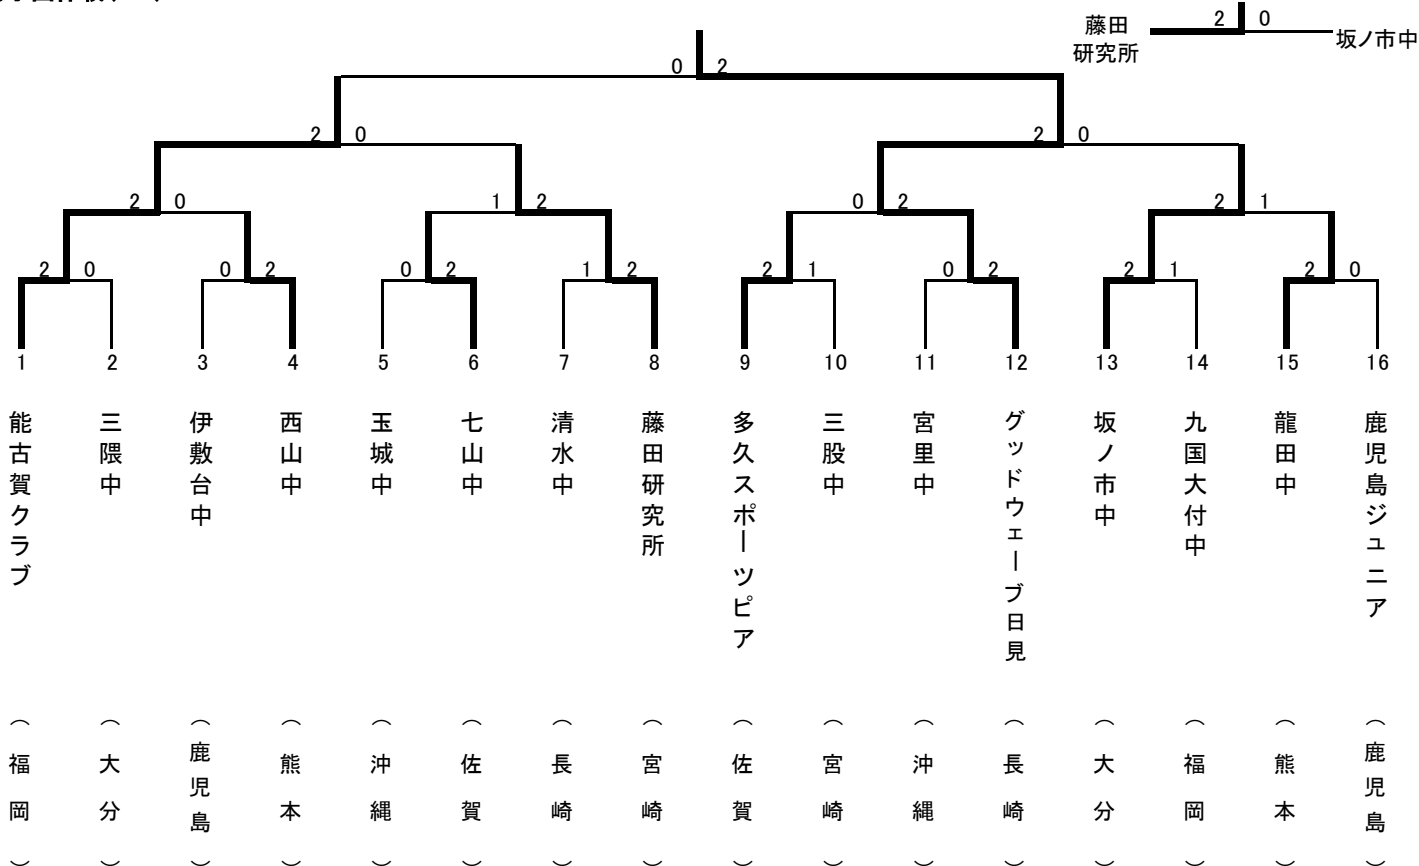 藤田
研究所
2 0
坂ノ市中
0 2
2 0
2 0
2 0
1 2
0 2
2 1
2 0
0 2
0 2
1 2
2 1
0 2
2 1
2 0
1 2 3 4 5 6 7 8 9 10 11 12 13 14 15 16
能古賀クラブ
三隈中
伊敷台中
西山中
玉城中
七山中
清水中
藤田研究所
多久スポーツピア
三股中
宮里中
グッドウェーブ日見
坂ノ市中
九国大付中
龍田中
鹿児島ジュニア
（福岡）
（大分）
（鹿児島）
（熊本）
（沖縄）
（佐賀）
（長崎）
（宮崎）
（佐賀）
（宮崎）
（沖縄）
（長崎）
（大分）
（福岡）
（熊本）
（鹿児島）